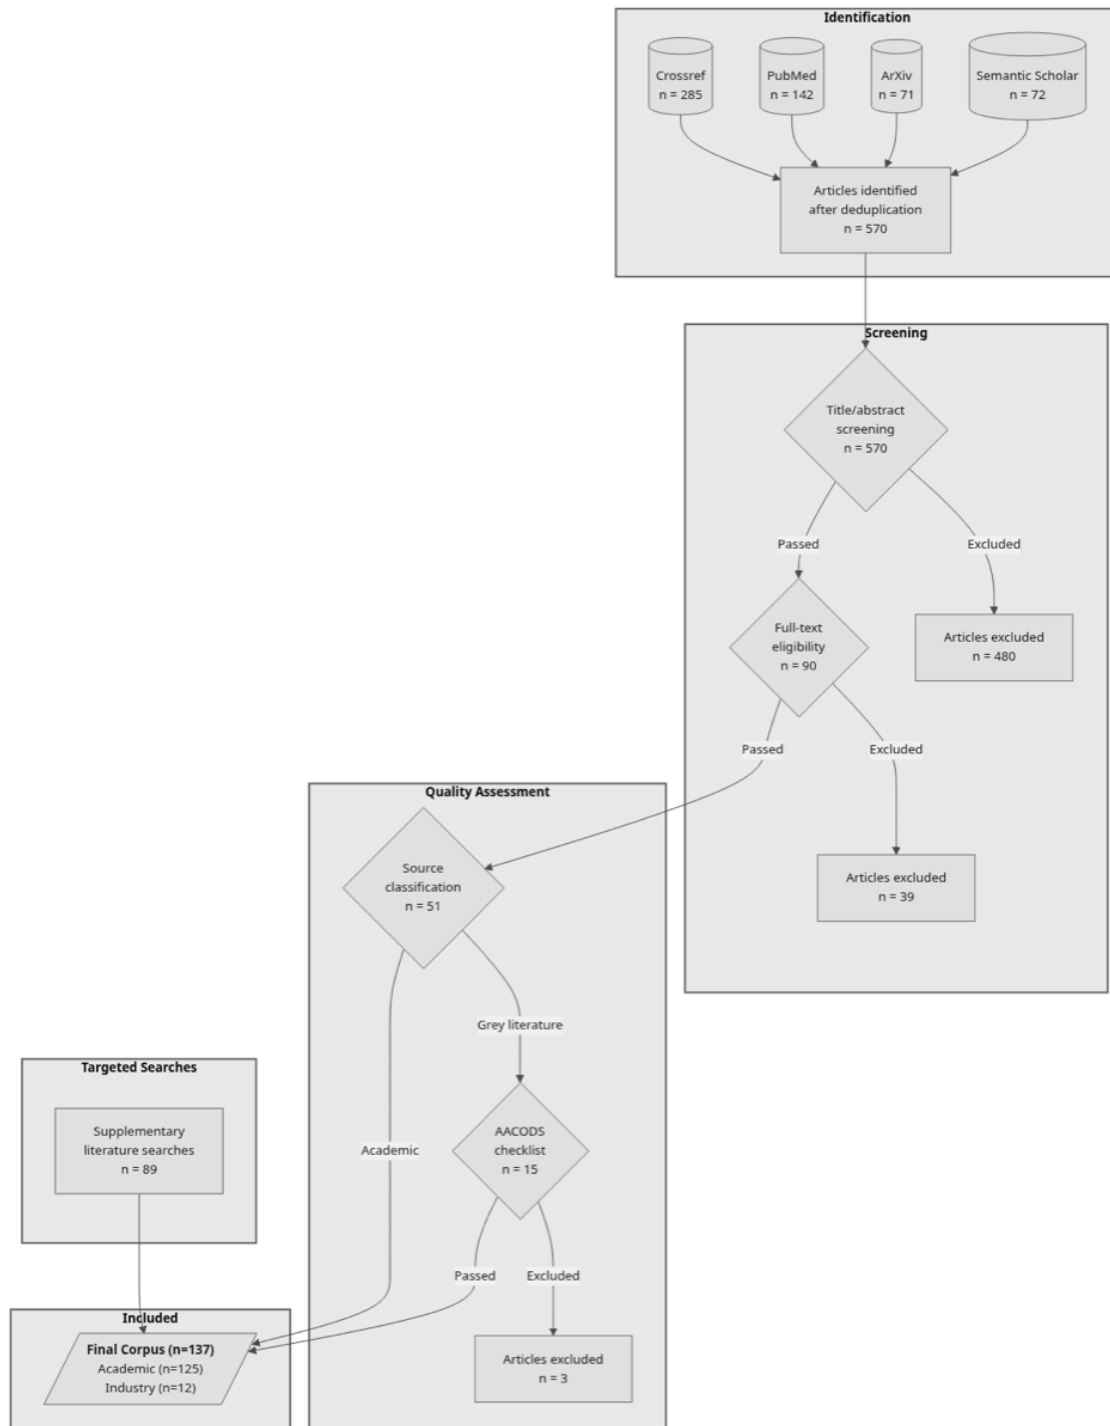 Identification
Crossref
n = 285
PubMed
n = 142
ArXiv
n = 71
Semantic Scholar
n = 72
Articles identified
after deduplication
n = 570
Screening
Title/abstract
screening
n = 570
Passed
Excluded
Full-text
eligibility
n = 90
Articles excluded
n = 480
Passed
Excluded
Articles excluded
n = 39
Quality Assessment
Source
classification
n = 51
Grey literature
Academic
AACODS
checklist
n = 15
Passed
Excluded
Articles excluded
n = 3
Targeted Searches
Supplementary
literature searches
n = 89
Included
Final Corpus (n=137)
Academic (n=125)
Industry (n=12)